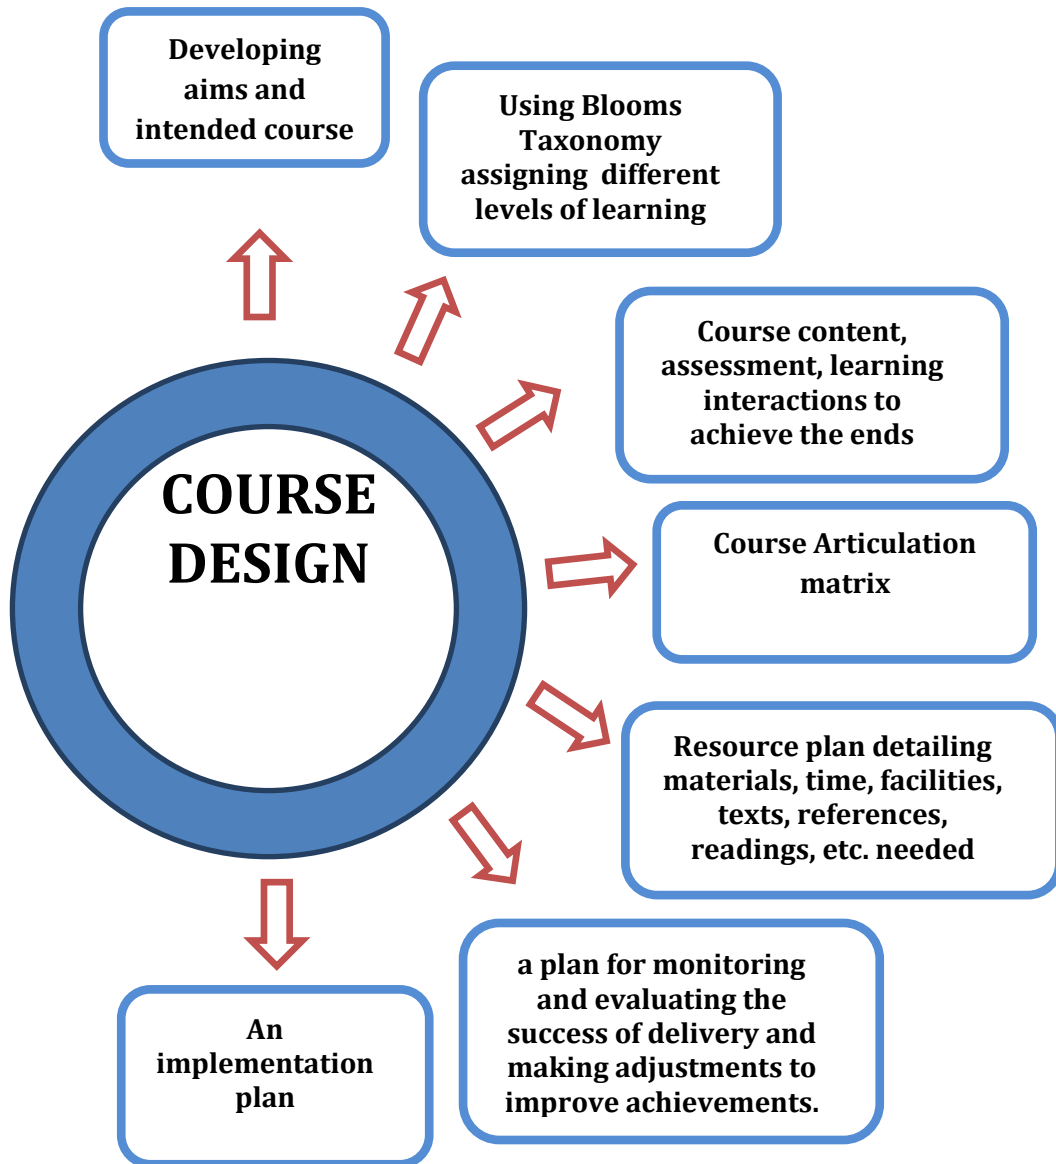 Developing
aims and
intended course
Using Blooms
Taxonomy
assigning different
levels of learning
Course content,
assessment, learning
interactions to
achieve the ends
COURSE
DESIGN
Course Articulation
matrix
Resource plan detailing
materials, time, facilities,
texts, references,
readings, etc. needed
a plan for monitoring
and evaluating the
success of delivery and
making adjustments to
improve achievements.
An
implementation
plan